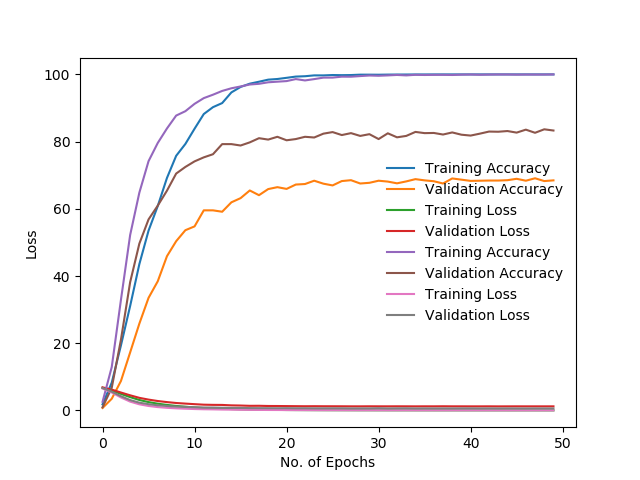 100
80
60
40
20
0
Loss
Training Accuracy
Validation Accuracy
Training Loss
Validation Loss
Training Accuracy
Validation Accuracy
Training Loss
Validation Loss
0 10 20 30 40 50
No. of Epochs